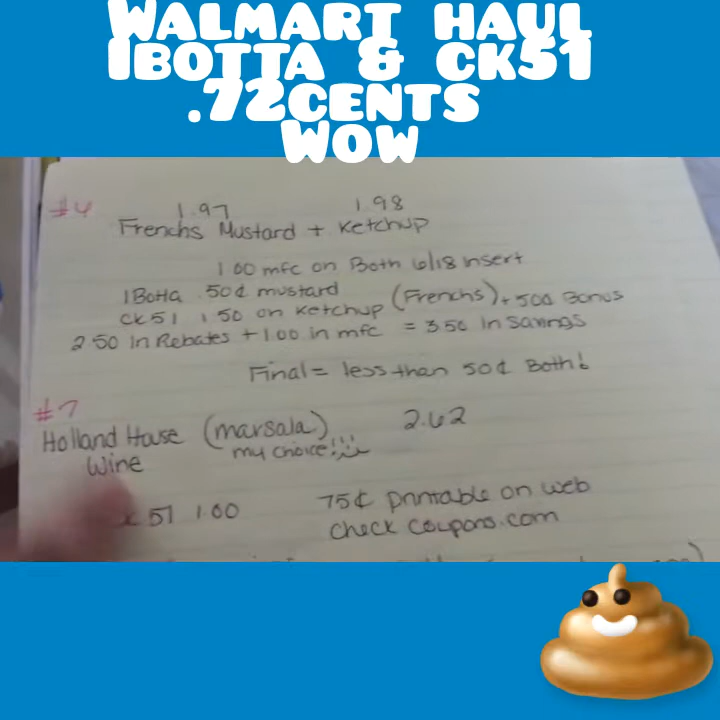 WALMART HAUL
IBOTTA & CK51
.72CENTS
WOW
#4 1.97 1.98
Frenchs Mustard + Ketchup
1.00 mfc on Both 6/18 insert
IBotta .50¢ mustard
CK51 1.50 on Ketchup (Frenchs) + 50¢ Bonus
2.50 In Rebates + 1.00 in mfc = 3.50 In Savings
Final = less than 50¢ Both!
#7
Holland House (marsala) 2.62
Wine my choice!!!
K 51 1.00 75¢ printable on web
check coupons.com